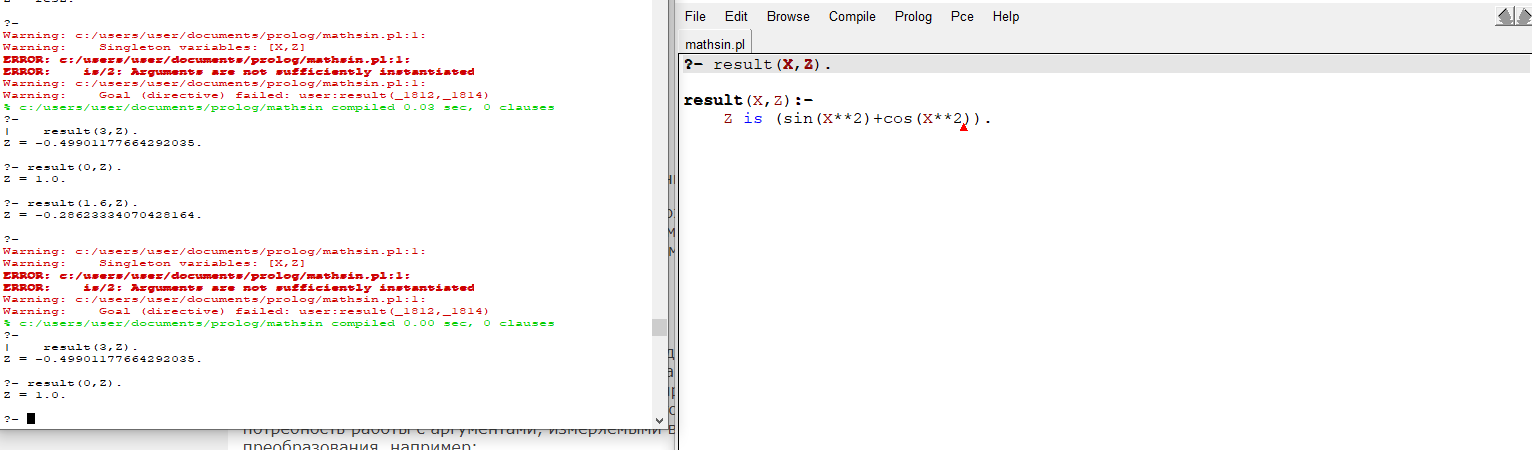 ?-
Warning: c:/users/user/documents/prolog/mathsin.pl:1:
Warning:    Singleton variables: [X,Z]
ERROR: c:/users/user/documents/prolog/mathsin.pl:1:
ERROR:    is/2: Arguments are not sufficiently instantiated
Warning: c:/users/user/documents/prolog/mathsin.pl:1:
Warning:    Goal (directive) failed: user:result(_1812,_1814)
% c:/users/user/documents/prolog/mathsin compiled 0.03 sec, 0 clauses
?-
|    result(3,Z).
Z = -0.49901177664292035.
?- result(0,Z).
Z = 1.0.
?- result(1.6,Z).
Z = -0.28623334070428164.
?-
Warning: c:/users/user/documents/prolog/mathsin.pl:1:
Warning:    Singleton variables: [X,Z]
ERROR: c:/users/user/documents/prolog/mathsin.pl:1:
ERROR:    is/2: Arguments are not sufficiently instantiated
Warning: c:/users/user/documents/prolog/mathsin.pl:1:
Warning:    Goal (directive) failed: user:result(_1812,_1814)
% c:/users/user/documents/prolog/mathsin compiled 0.00 sec, 0 clauses
?-
|    result(3,Z).
Z = -0.49901177664292035.
?- result(0,Z).
Z = 1.0.
?-
File Edit Browse Compile Prolog Pce Help
mathsin.pl
?- result(X,Z).
result(X,Z):-
    Z is (sin(X**2)+cos(X**2)).
потребность работы с аргументами, измеряемыми в
преобразования, например: